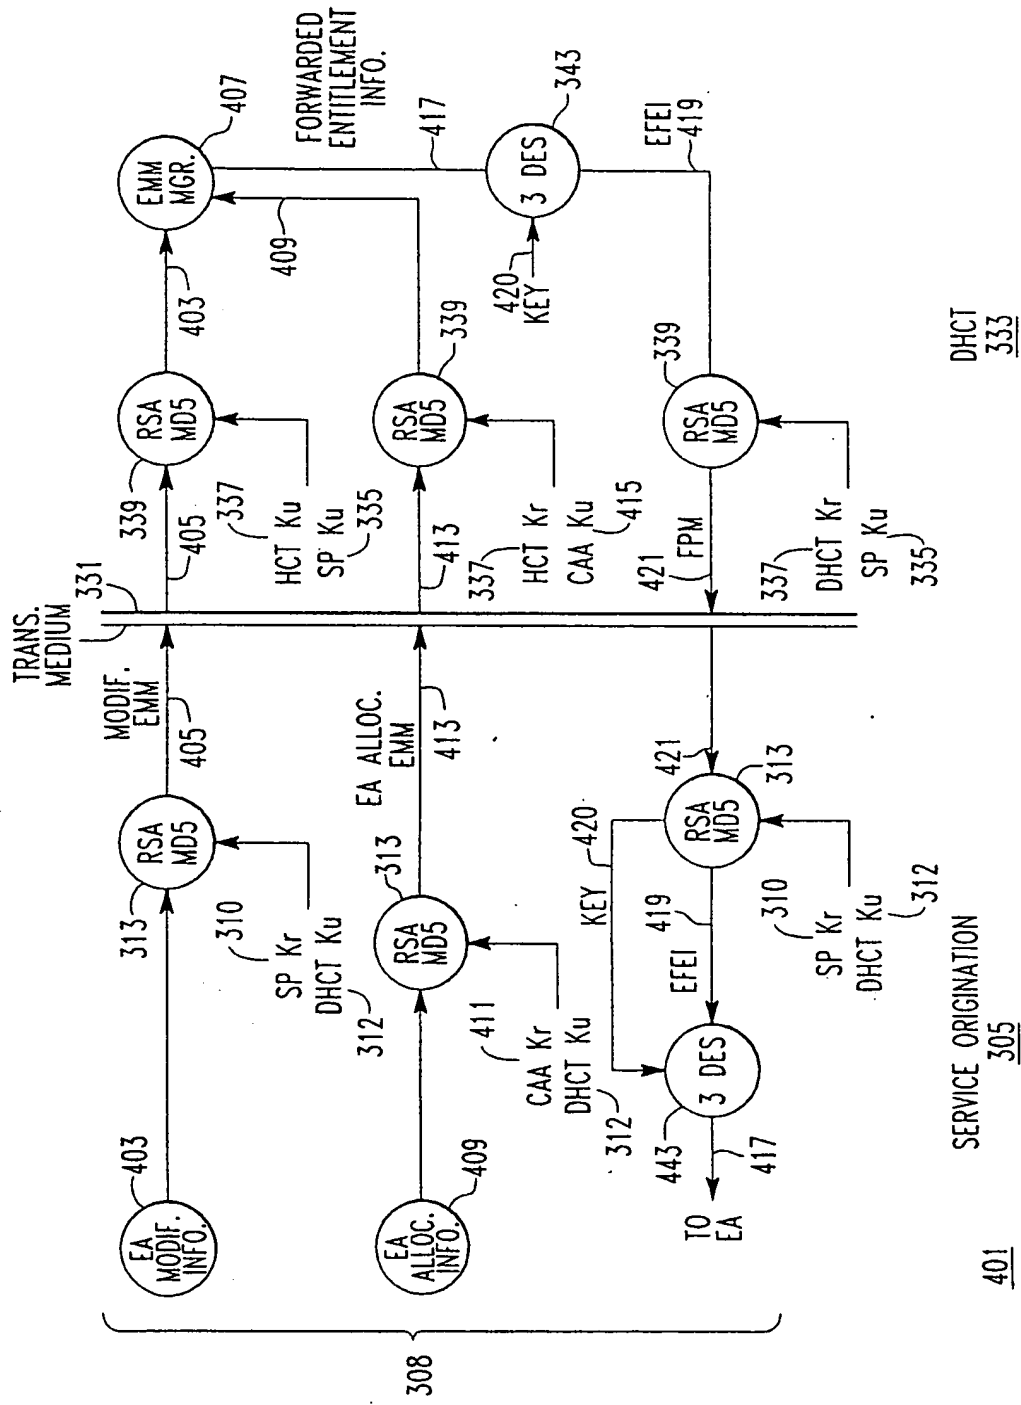 TRANS.
MEDIUM
331
EA
MODIF.
INFO.
403
313
RSA
MD5
310
SP Kr
DHCT Ku
312
MODIF.
EMM
405
405
339
RSA
MD5
337
HCT Ku
SP Ku
335
403
EMM
MGR.
407
409
FORWARDED
ENTITLEMENT
INFO.
417
308
EA
ALLOC.
INFO.
409
RSA
MD5
313
411
CAA Kr
DHCT Ku
312
EA ALLOC.
EMM
413
413
RSA
MD5
339
337
HCT Kr
CAA Ku
415
420
KEY
3 DES
343
EFEI
419
TO
EA
417
443
3 DES
KEY
420
EFEI
419
RSA
MD5
313
310
SP Kr
DHCT Ku
312
421
421
FPM
RSA
MD5
339
337
DHCT Kr
SP Ku
335
401
SERVICE ORIGINATION
305
DHCT
333